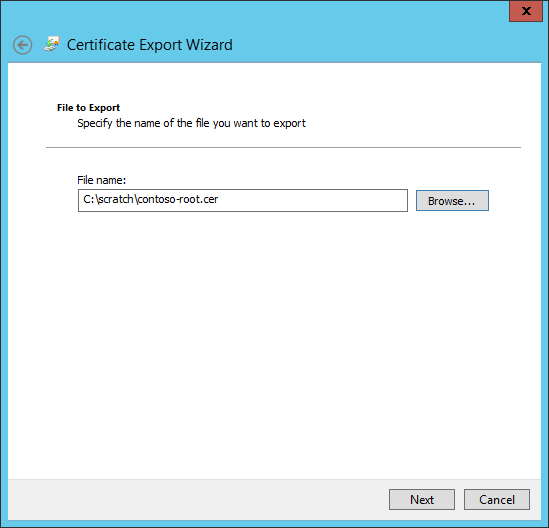 x
Certificate Export Wizard
File to Export
Specify the name of the file you want to export
File name:
C:\scratch\contoso-root.cer
Browse...
Next
Cancel